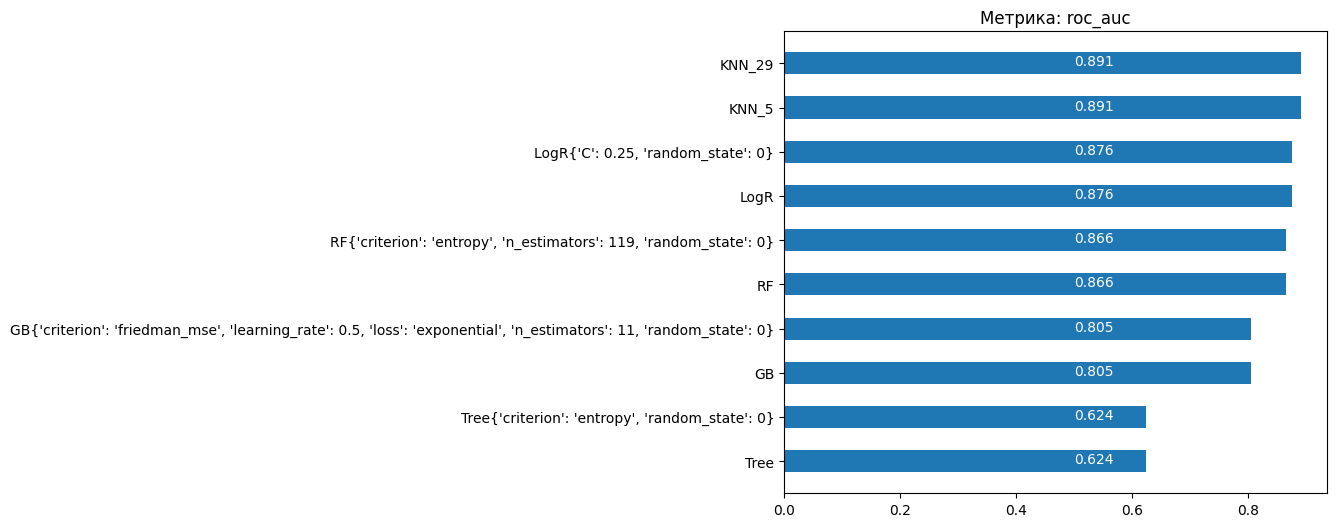 Метрика: roc_auc
KNN_29
0.891
KNN_5
0.891
LogR{'C': 0.25, 'random_state': 0}
0.876
LogR
0.876
RF{'criterion': 'entropy', 'n_estimators': 119, 'random_state': 0}
0.866
RF
0.866
GB{'criterion': 'friedman_mse', 'learning_rate': 0.5, 'loss': 'exponential', 'n_estimators': 11, 'random_state': 0}
0.805
GB
0.805
Tree{'criterion': 'entropy', 'random_state': 0}
0.624
Tree
0.624
0.0 0.2 0.4 0.6 0.8